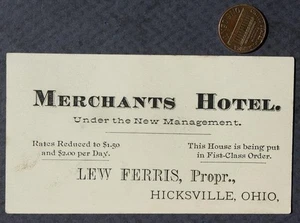 MERCHANTS HOTEL.
Under the New Management.
Rates Reduced to $1.50
and $2.00 per Day.
This House is being put
in Fist-Class Order.
LEW FERRIS, Propr.,
HICKSVILLE, OHIO.